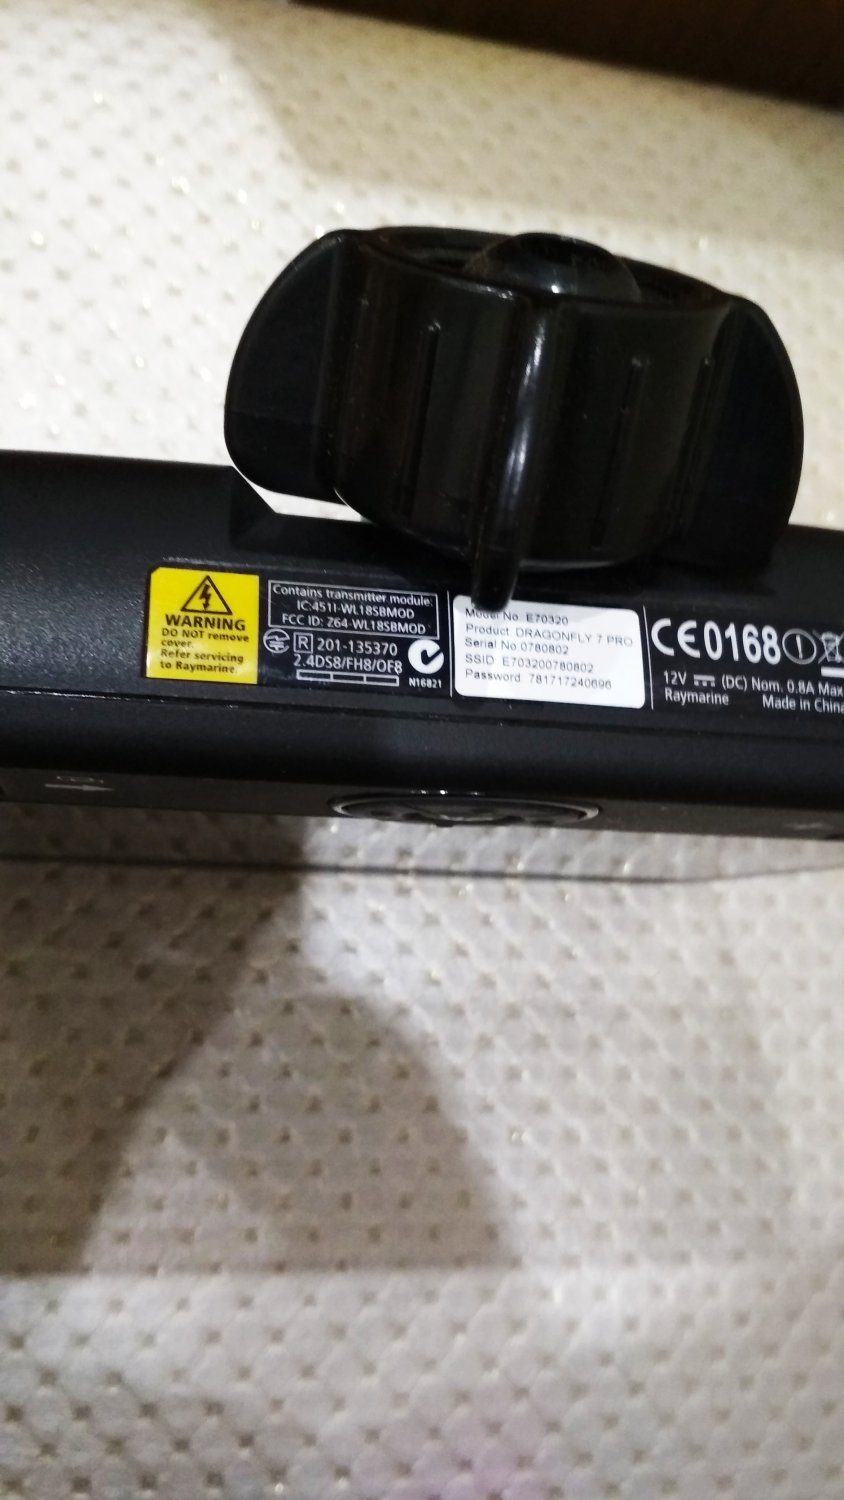 WARNING
DO NOT remove
cover.
Refer servicing
to Raymarine.
Contains transmitter module:
IC:451I-WL18SBMOD
FCC ID: Z64-WL18SBMOD
R 201-135370
2.4DS8/FH8/OF8
N16821
Model No. E70320
Product DRAGONFLY 7 PRO
Serial No.0780802
SSID E703200780802
Password 781717240696
CE0168
12V (DC) Nom. 0.8A Max
Raymarine Made in China